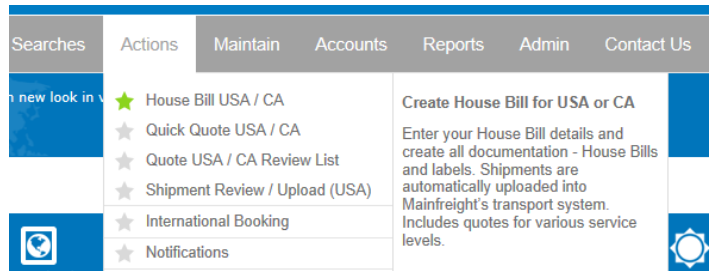 Searches Actions Maintain Accounts Reports Admin Contact Us
new look in
House Bill USA / CA
Quick Quote USA / CA
Quote USA / CA Review List
Shipment Review / Upload (USA)
International Booking
Notifications
Create House Bill for USA or CA
Enter your House Bill details and
create all documentation - House Bills
and labels. Shipments are
automatically uploaded into
Mainfreight's transport system.
Includes quotes for various service
levels.